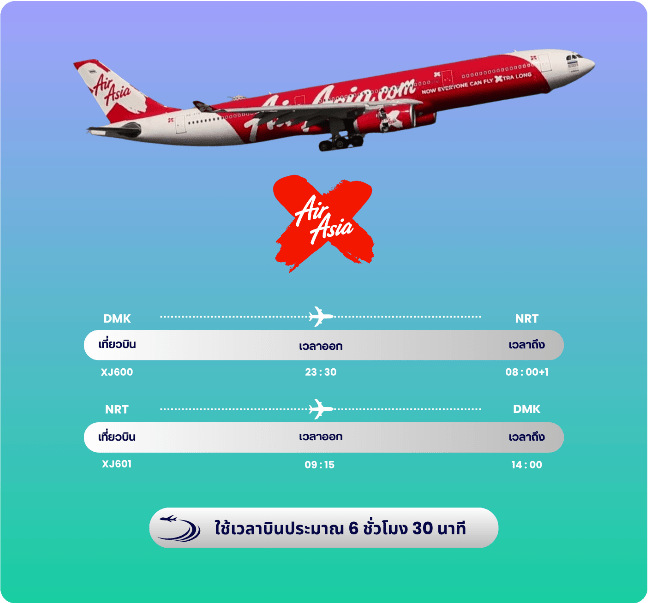 Air
Asia
AirAsia.com
NOW EVERYONE CAN FLY XTRA LONG
Air
Asia
DMK NRT
เที่ยวบิน เวลาออก เวลาถึง
XJ600 23 : 30 08 : 00+1
NRT DMK
เที่ยวบิน เวลาออก เวลาถึง
XJ601 09 : 15 14 : 00
ใช้เวลาบินประมาณ 6 ชั่วโมง 30 นาที